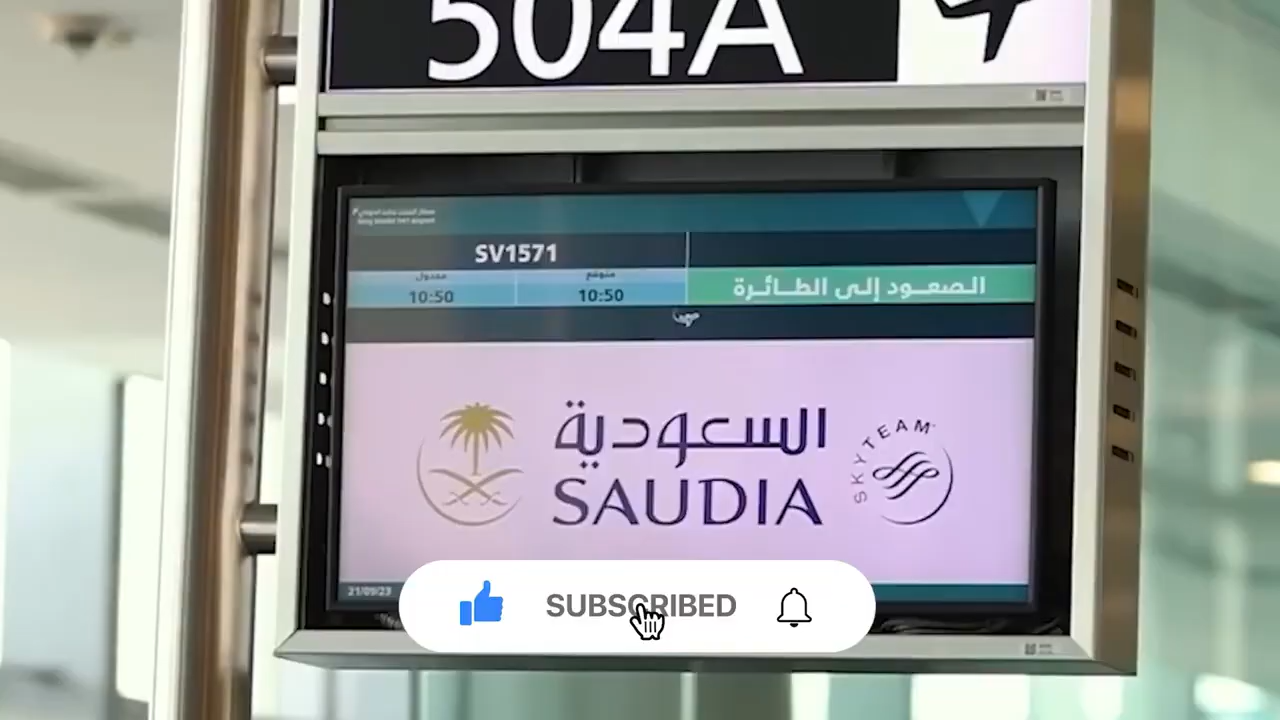 504A
SV1571
مجدول
متوقع
10:50
10:50
الصعود إلى الطائرة
السعودية
SAUDIA
SKYTEAM
21/09/23
SUBSCRIBED